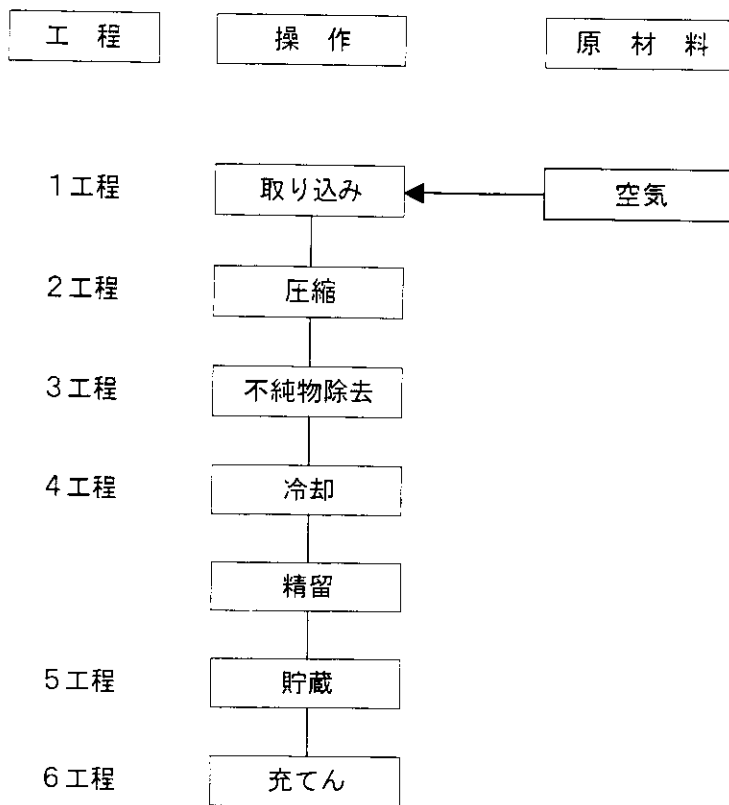 工 程 操 作 原 材 料
1工程 取り込み 空気
2工程 圧縮
3工程 不純物除去
4工程 冷却
精留
5工程 貯蔵
6工程 充てん